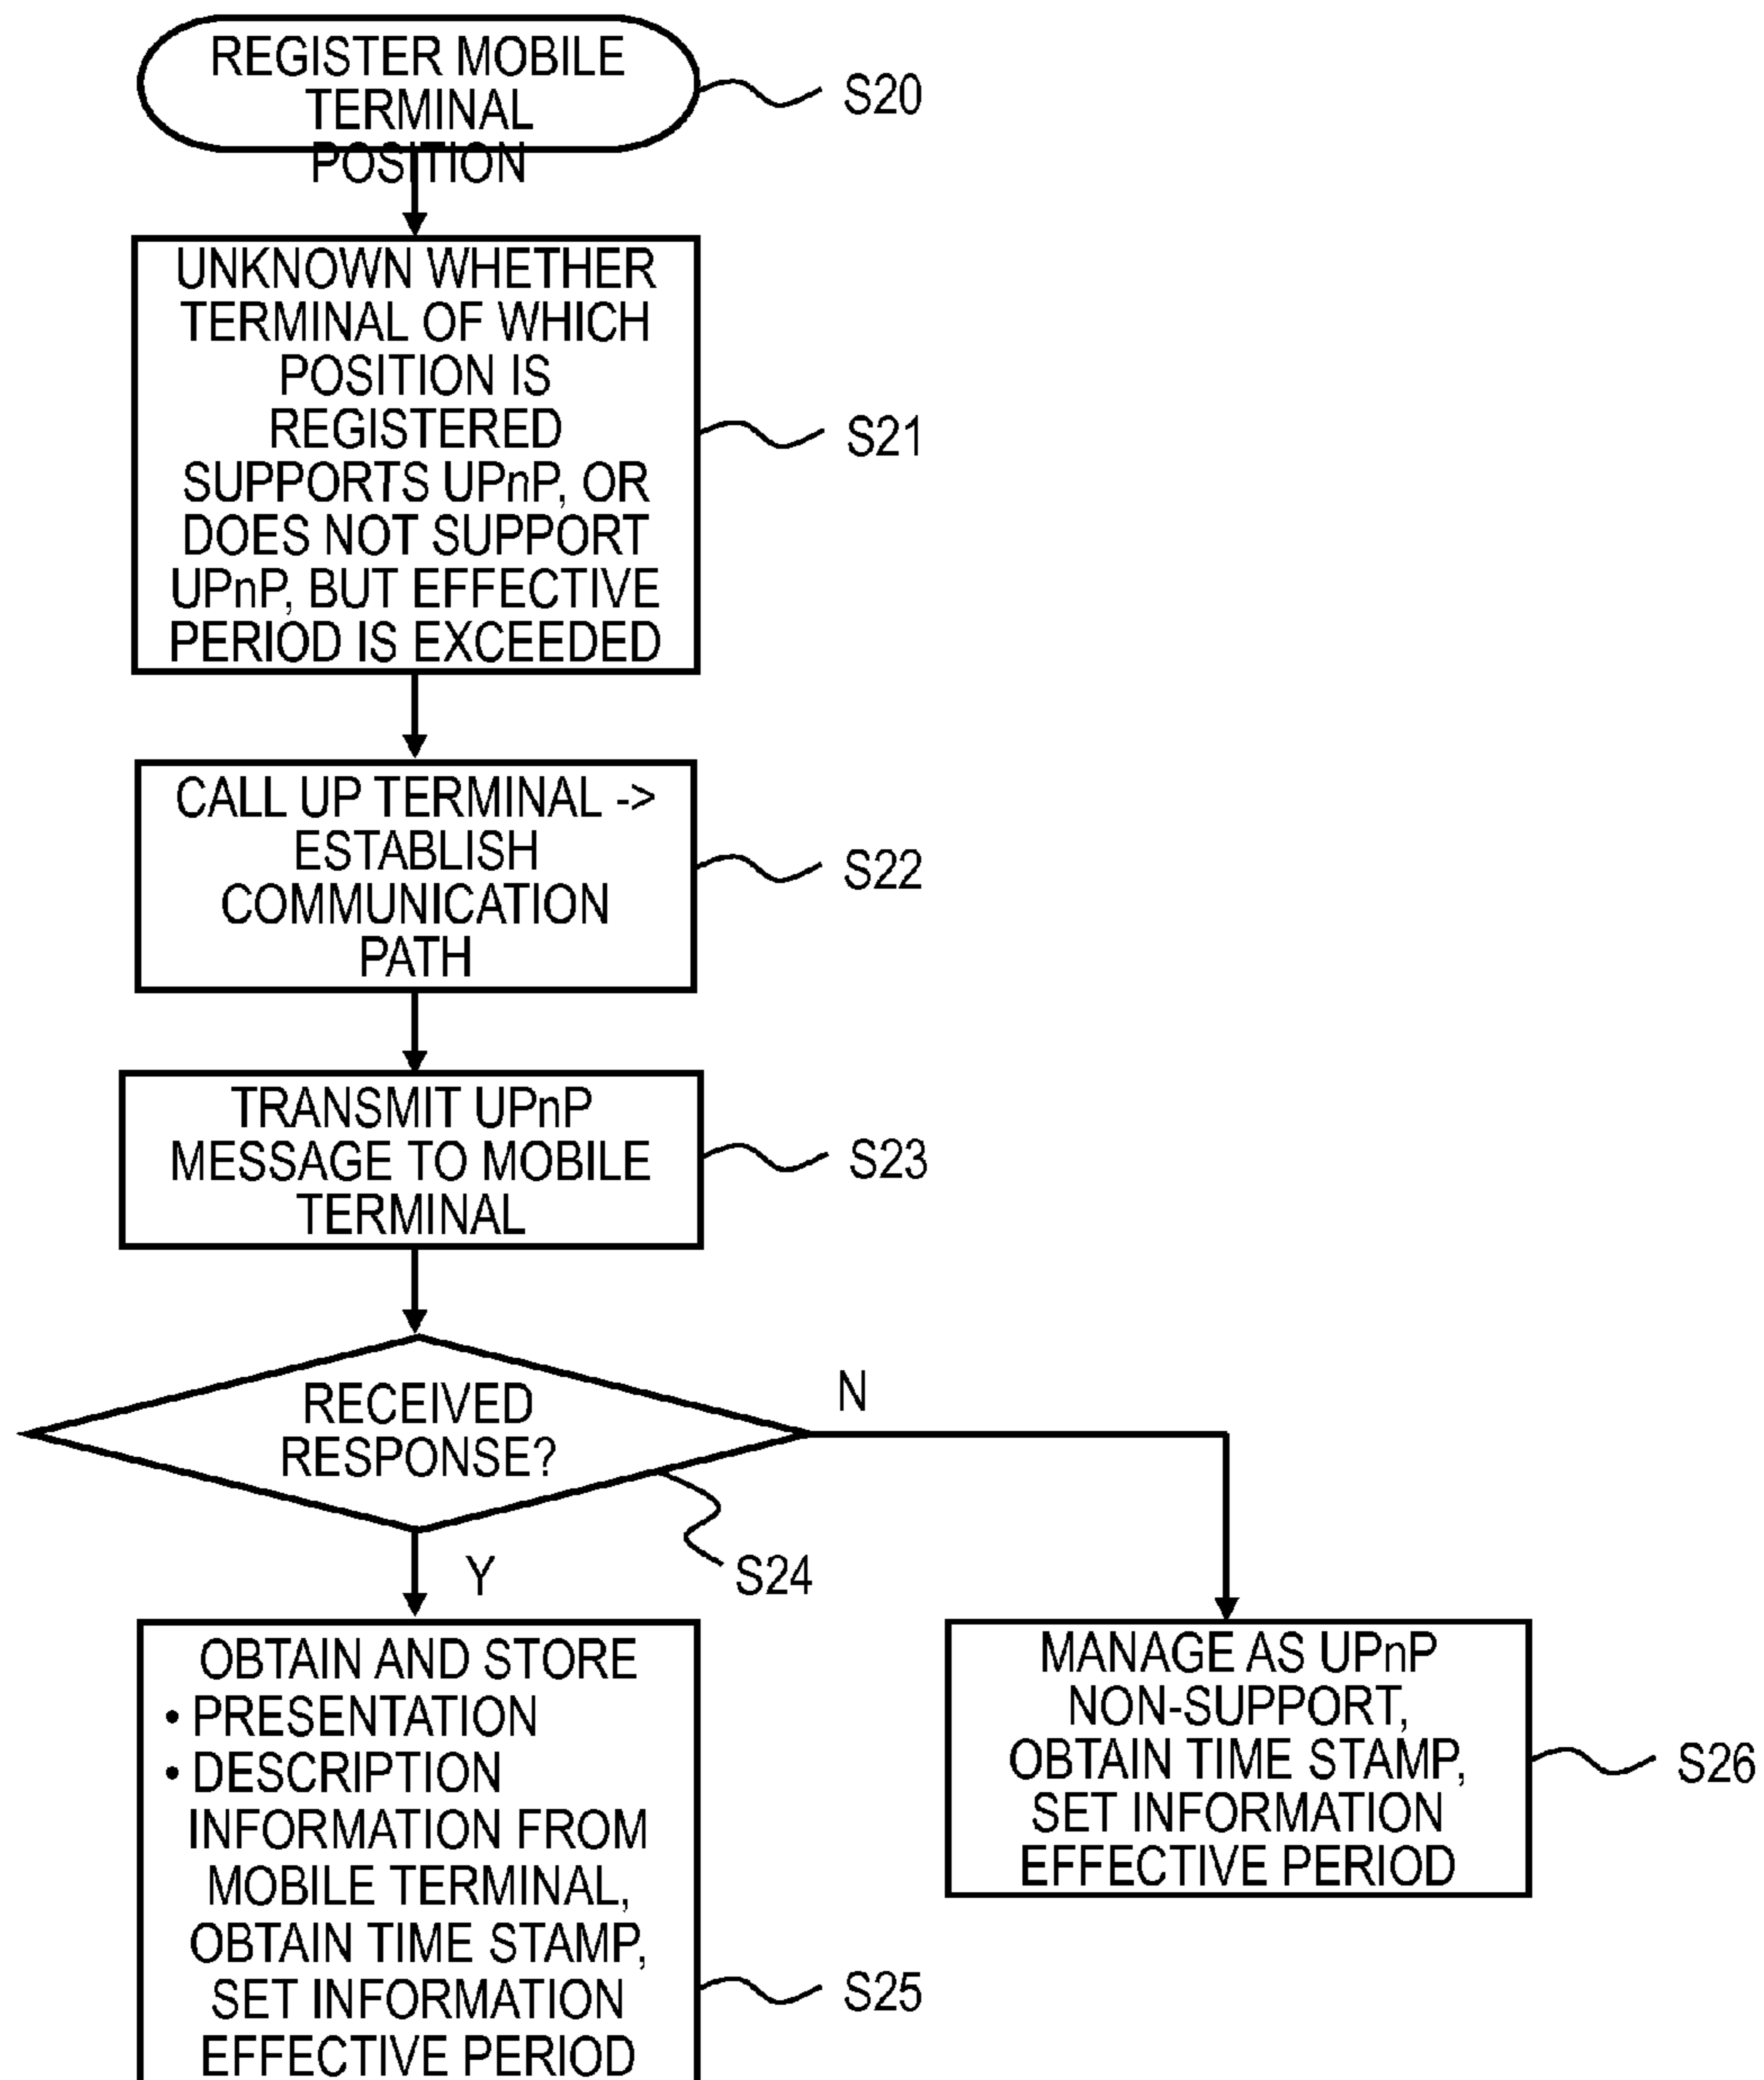 REGISTER MOBILE
TERMINAL
POSITION
S20
UNKNOWN WHETHER
TERMINAL OF WHICH
POSITION IS
REGISTERED
SUPPORTS UPnP, OR
DOES NOT SUPPORT
UPnP, BUT EFFECTIVE
PERIOD IS EXCEEDED
S21
CALL UP TERMINAL ->
ESTABLISH
COMMUNICATION
PATH
S22
TRANSMIT UPnP
MESSAGE TO MOBILE
TERMINAL
S23
RECEIVED
RESPONSE?
N
Y
S24
OBTAIN AND STORE
• PRESENTATION
• DESCRIPTION
INFORMATION FROM
MOBILE TERMINAL,
OBTAIN TIME STAMP,
SET INFORMATION
EFFECTIVE PERIOD
S25
MANAGE AS UPnP
NON-SUPPORT,
OBTAIN TIME STAMP,
SET INFORMATION
EFFECTIVE PERIOD
S26